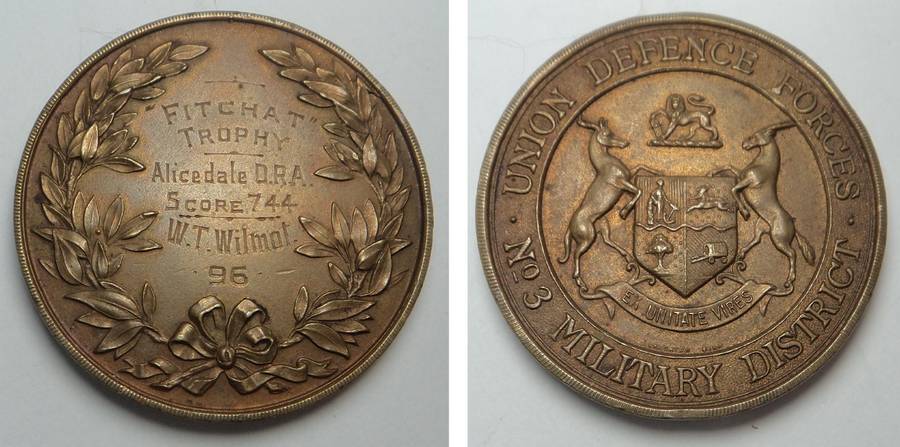 "FITCHAT"
TROPHY
Alicedale D.R.A.
SCORE 744
W.T. Wilmot.
96
· UNION DEFENCE FORCES ·
No 3 MILITARY DISTRICT
EX UNITATE VIRES